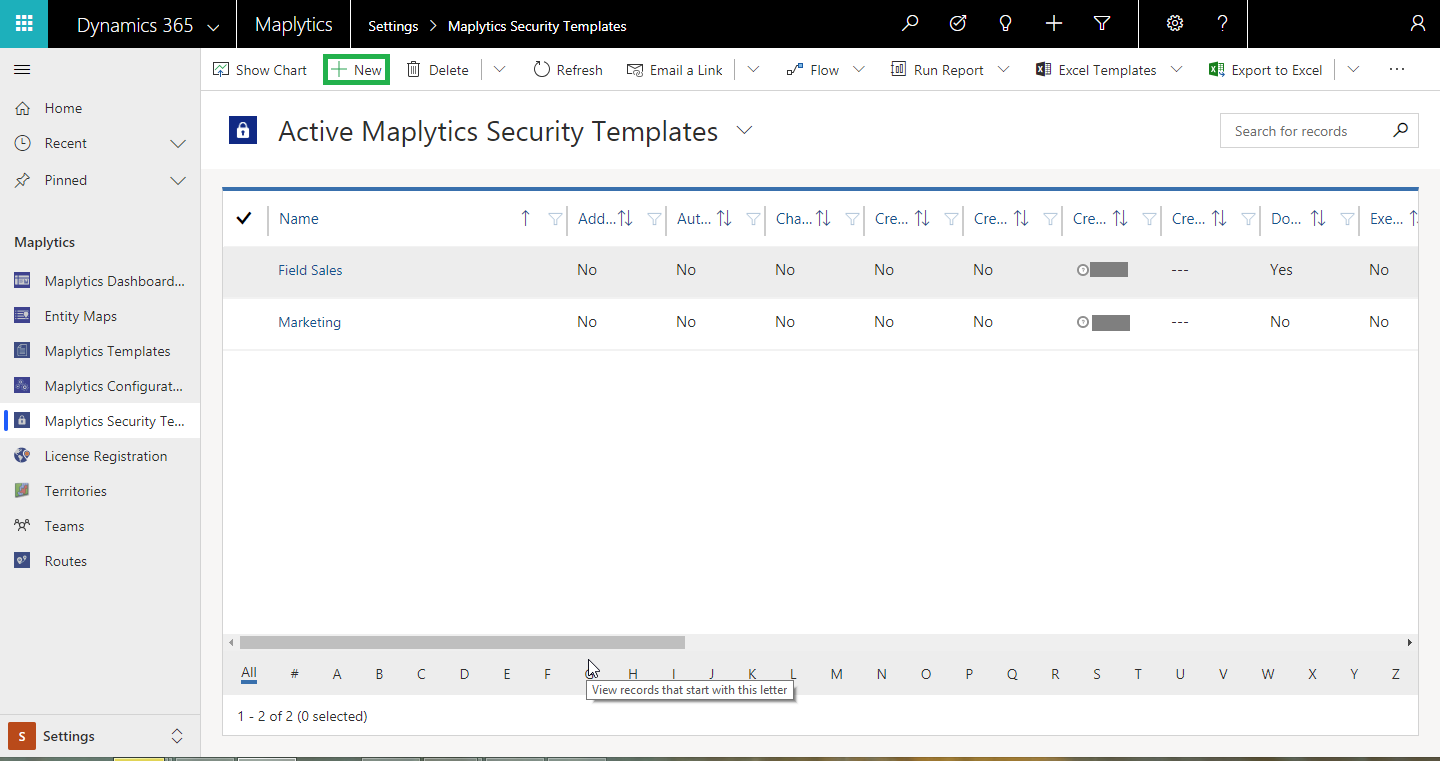 Dynamics 365 Maplytics Settings > Maplytics Security Templates
Show Chart New Delete Refresh Email a Link Flow Run Report Excel Templates Export to Excel ...
Home
Recent
Pinned
Maplytics
Maplytics Dashboard...
Entity Maps
Maplytics Templates
Maplytics Configurat...
Maplytics Security Te...
License Registration
Territories
Teams
Routes
S Settings
Active Maplytics Security Templates
Search for records
Name Add... Aut... Cha... Cre... Cre... Cre... Cre... Do... Exe...
Field Sales No No No No No --- Yes No
Marketing No No No No No --- No No
All # A B C D E F G H I J K L M N O P Q R S T U V W X Y Z
View records that start with this letter
1 - 2 of 2 (0 selected)